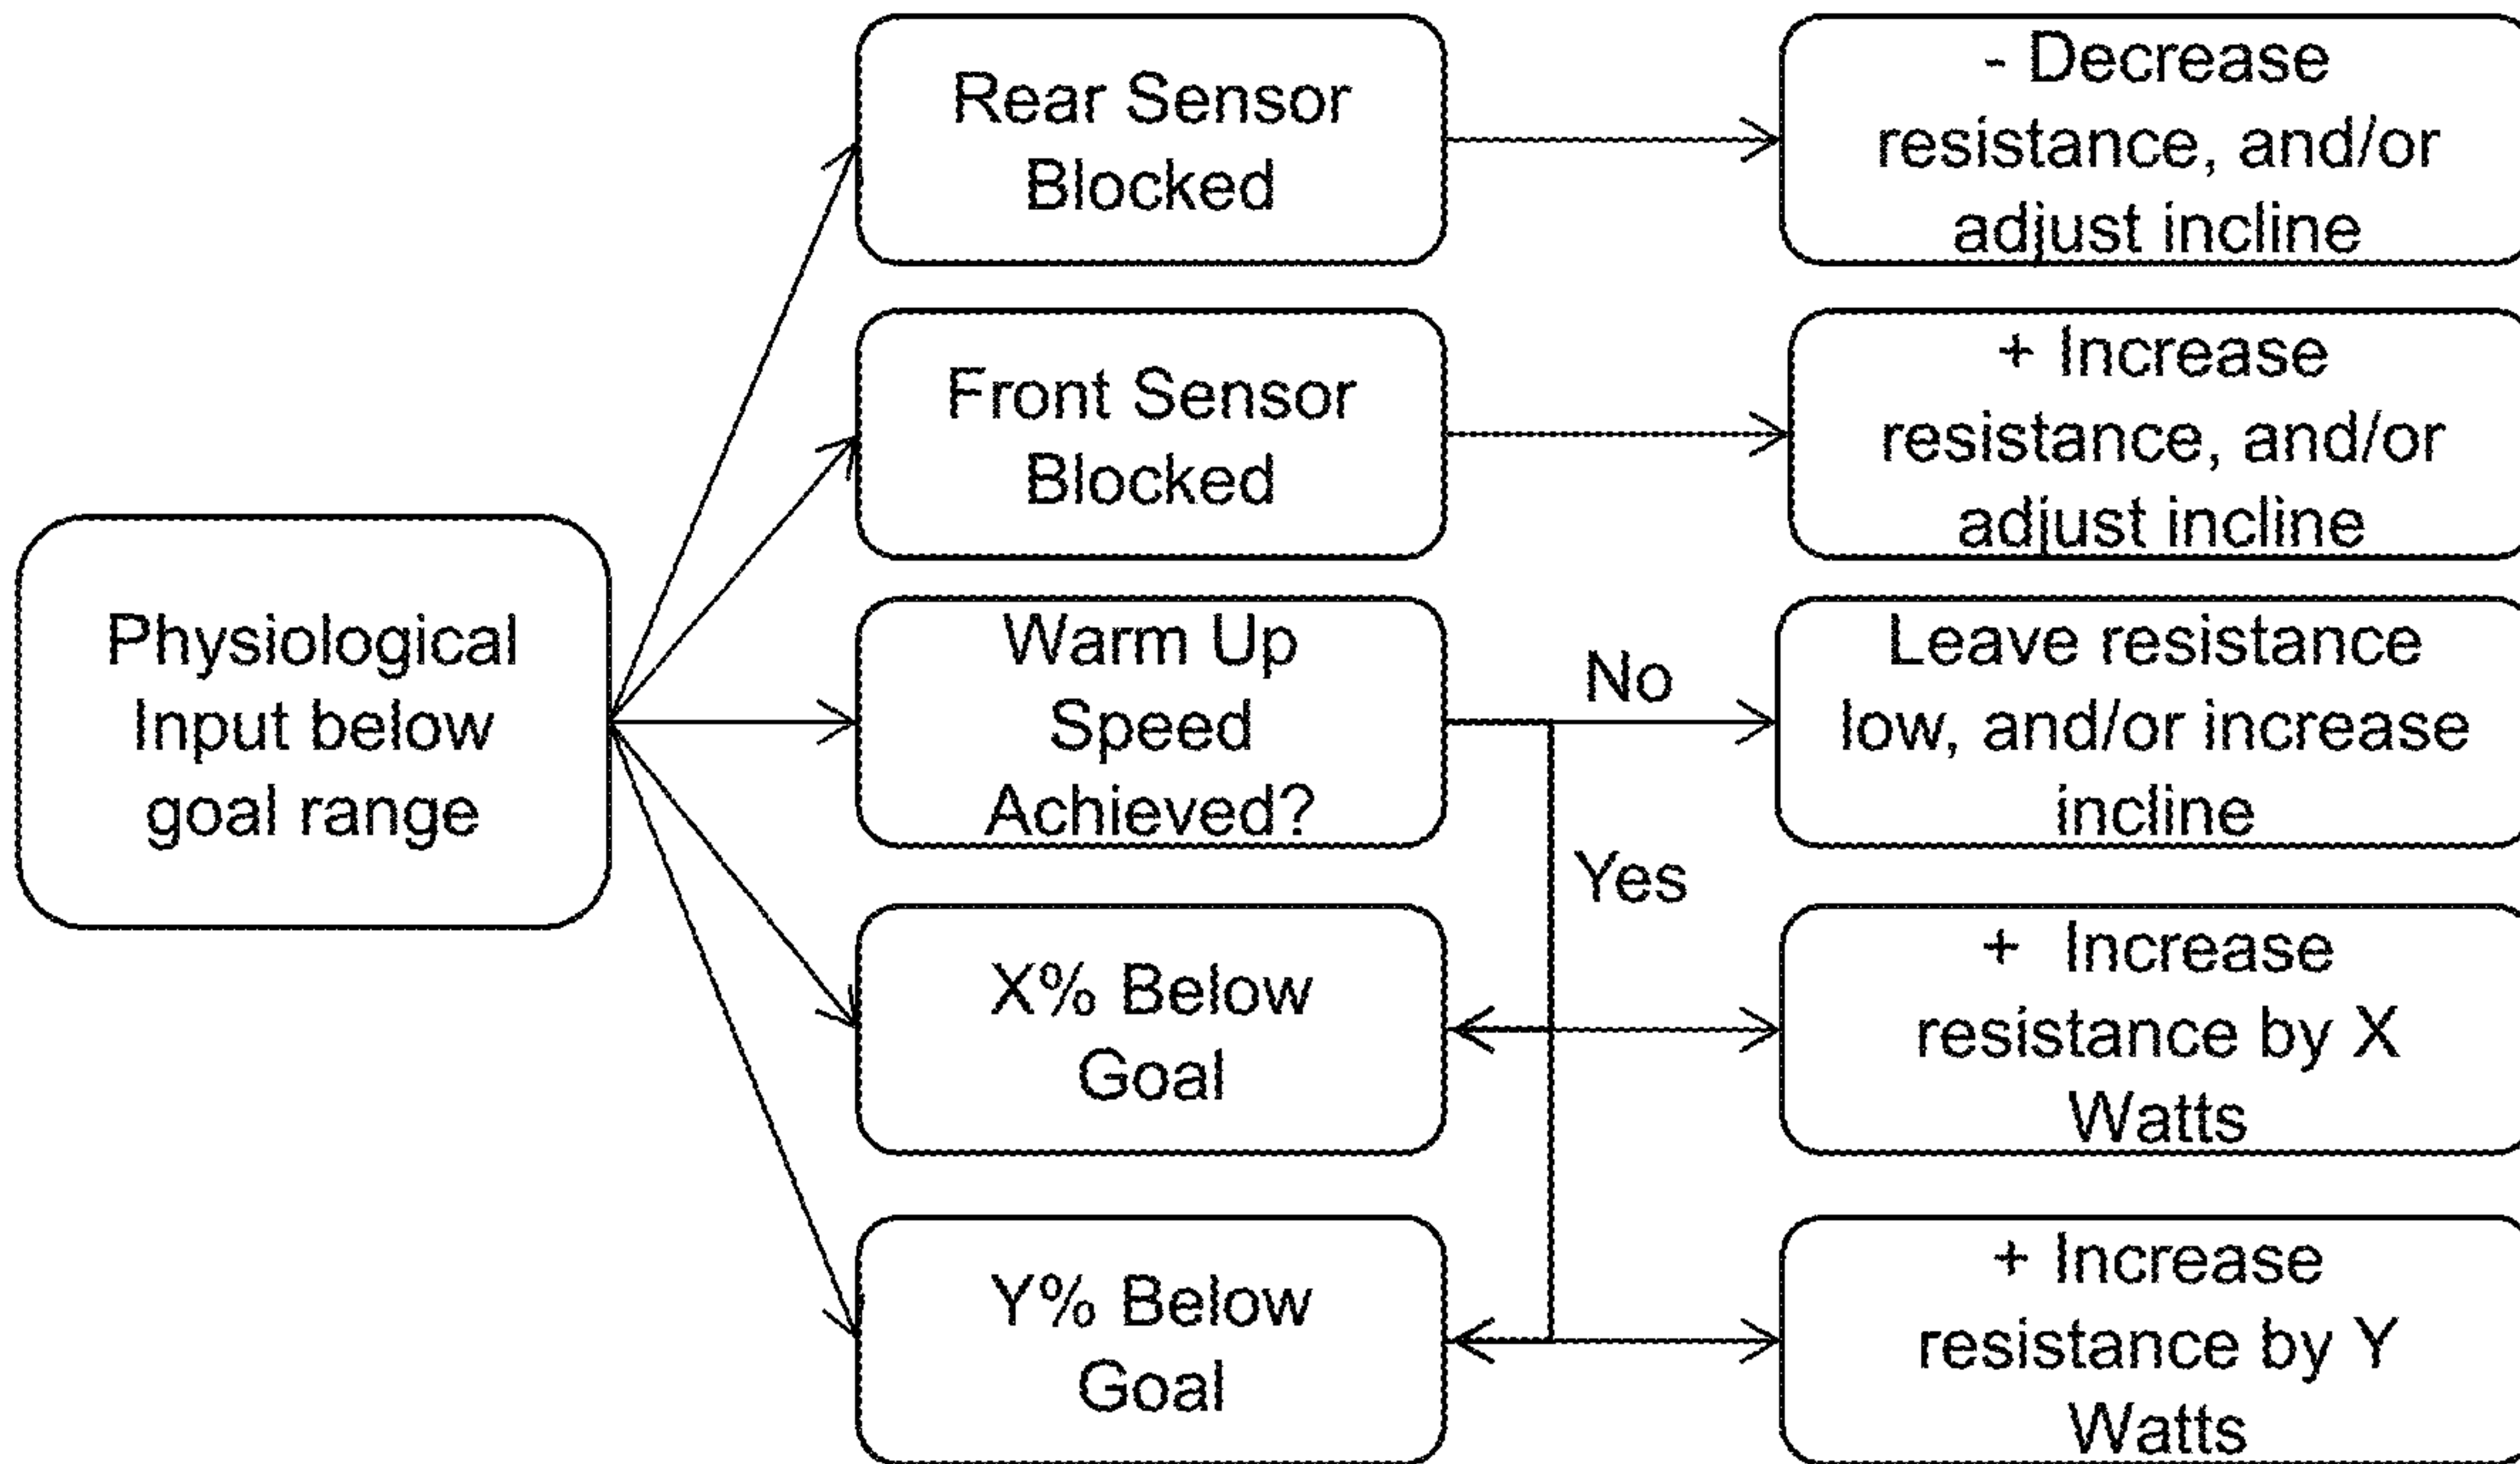 Rear Sensor
Blocked
- Decrease
resistance, and/or
adjust incline
Front Sensor
Blocked
+ Increase
resistance, and/or
adjust incline
Physiological
Input below
goal range
Warm Up
Speed
Achieved?
No
Leave resistance
low, and/or increase
incline
Yes
X% Below
Goal
+ Increase
resistance by X
Watts
Y% Below
Goal
+ Increase
resistance by Y
Watts